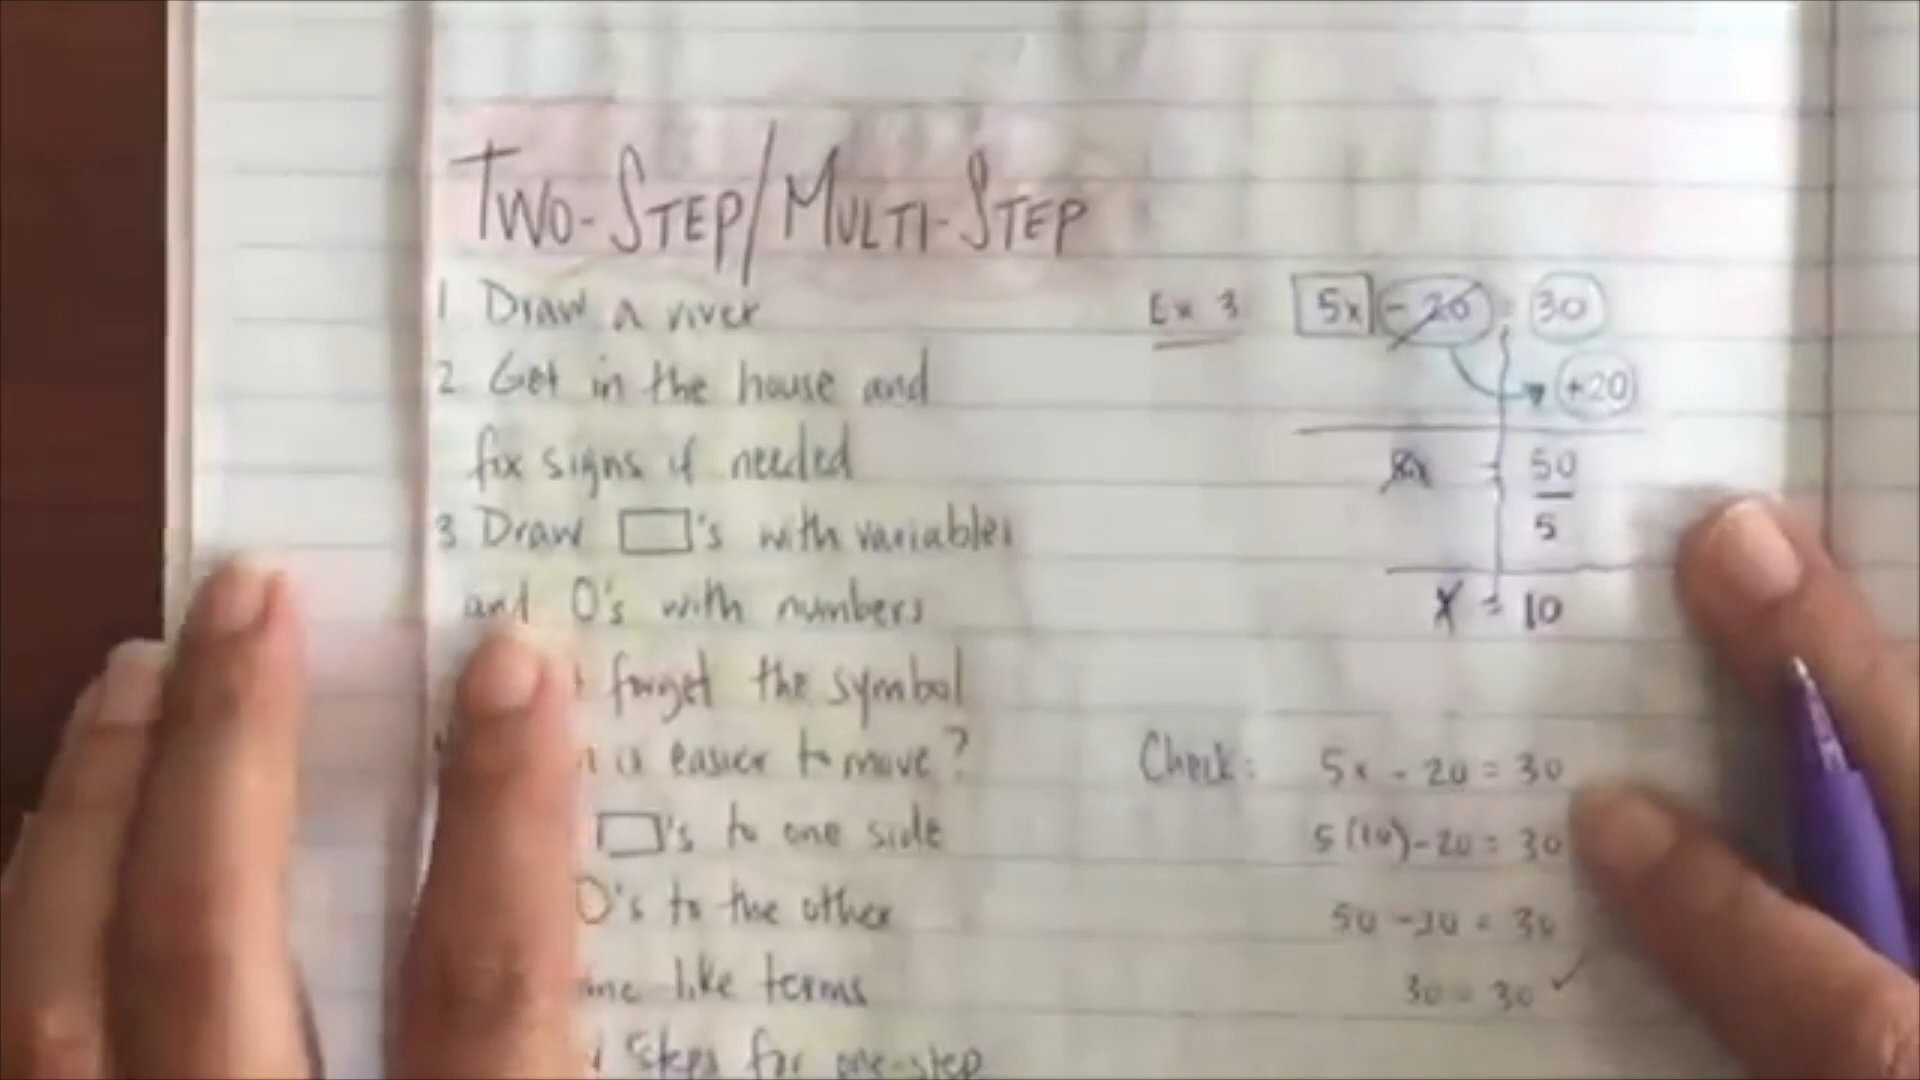 TWO-STEP/MULTI-STEP
1 Draw a river
2 Get in the house and
fix signs if needed
3 Draw □'s with variables
and O's with numbers
forget the symbol
is easier to move?
□'s to one side
O's to the other
like terms
steps for one-step
Ex 3 5x - 20 = 30
+20
= 50
5
x = 10
Check: 5x - 20 = 30
5(10) - 20 = 30
50 - 20 = 30
30 = 30 ✓